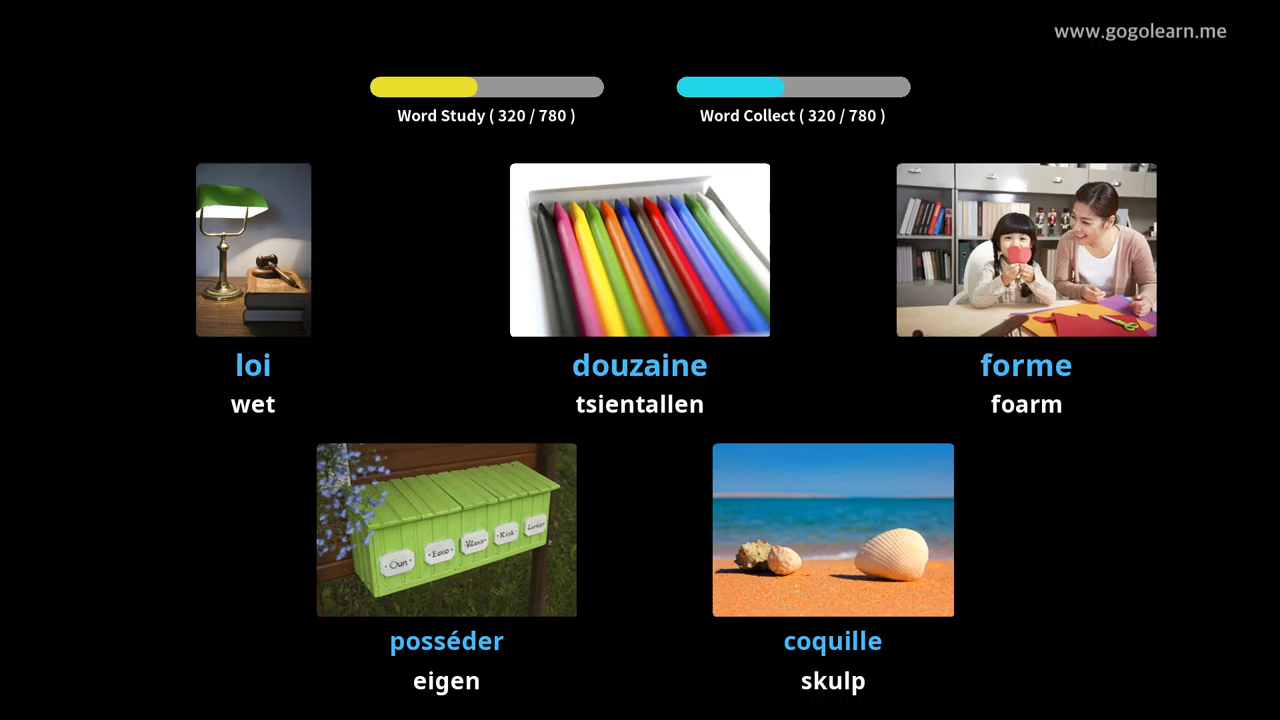 www.gogolearn.me
Word Study ( 320 / 780 )
Word Collect ( 320 / 780 )
loi
wet
douzaine
tsientallen
forme
foarm
posséder
eigen
coquille
skulp